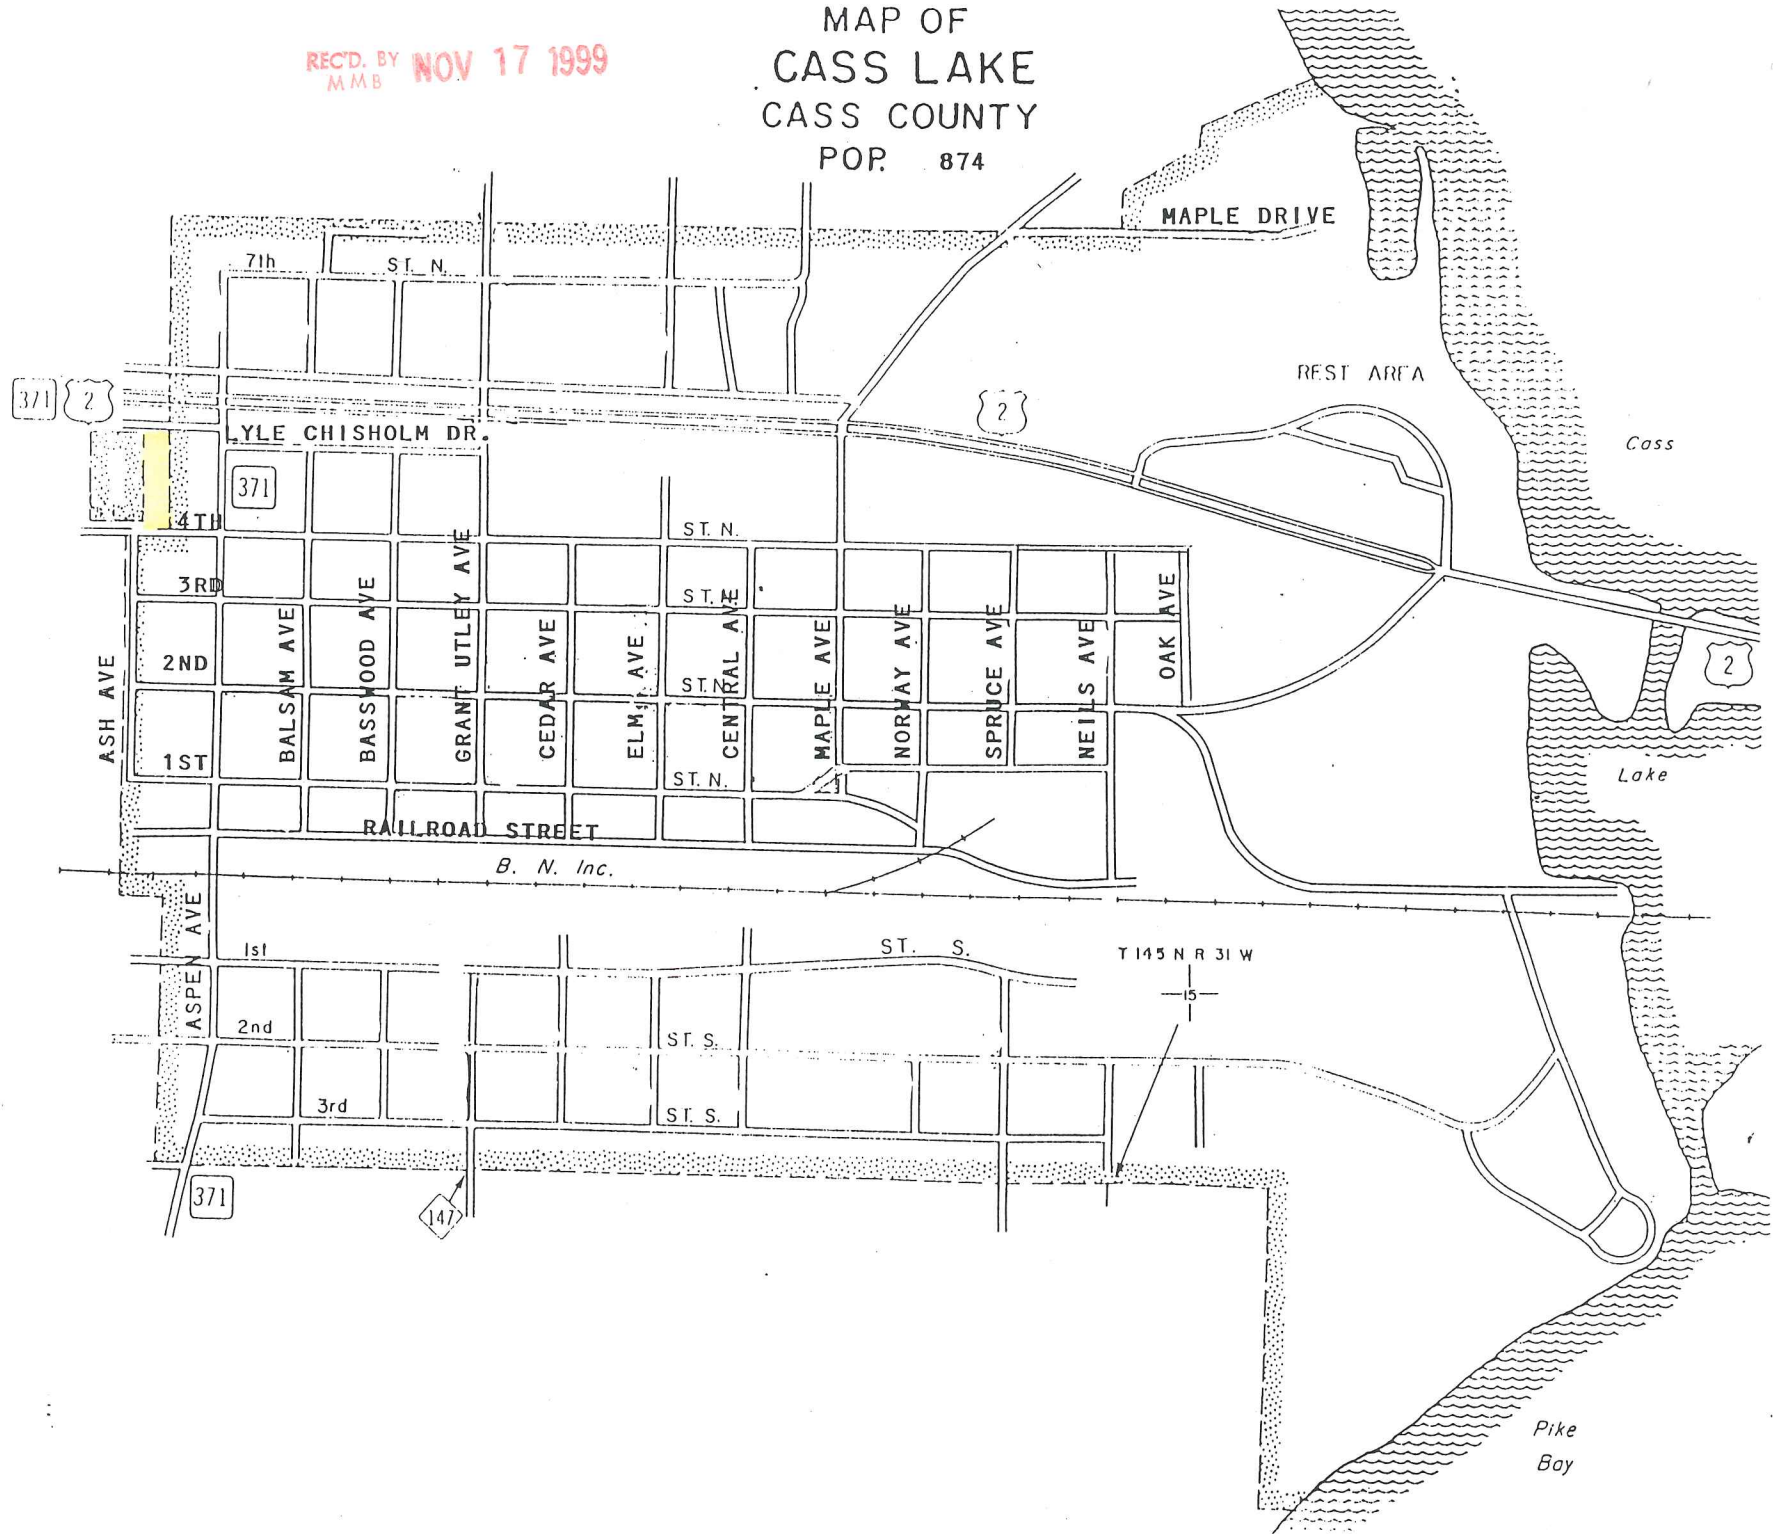 MAP OF
CASS LAKE
CASS COUNTY
POP. 874
REC'D. BY NOV 17 1999
MMB
MAPLE DRIVE
7th ST. N.
371 2
2
REST AREA
LYLE CHISHOLM DR.
371
Cass
4TH ST. N.
3RD ST. N.
2ND ST. N.
1ST ST. N.
ASH AVE
BALSAM AVE
BASSWOOD AVE
GRANT UTLEY AVE
CEDAR AVE
ELM AVE
CENTRAL AVE
MAPLE AVE
NORWAY AVE
SPRUCE AVE
NEILS AVE
OAK AVE
2
Lake
RAILROAD STREET
B. N. Inc.
ASPEN AVE
1st ST. S.
T 145 N R 31 W
15
2nd ST. S.
3rd ST. S.
371
147
Pike
Bay